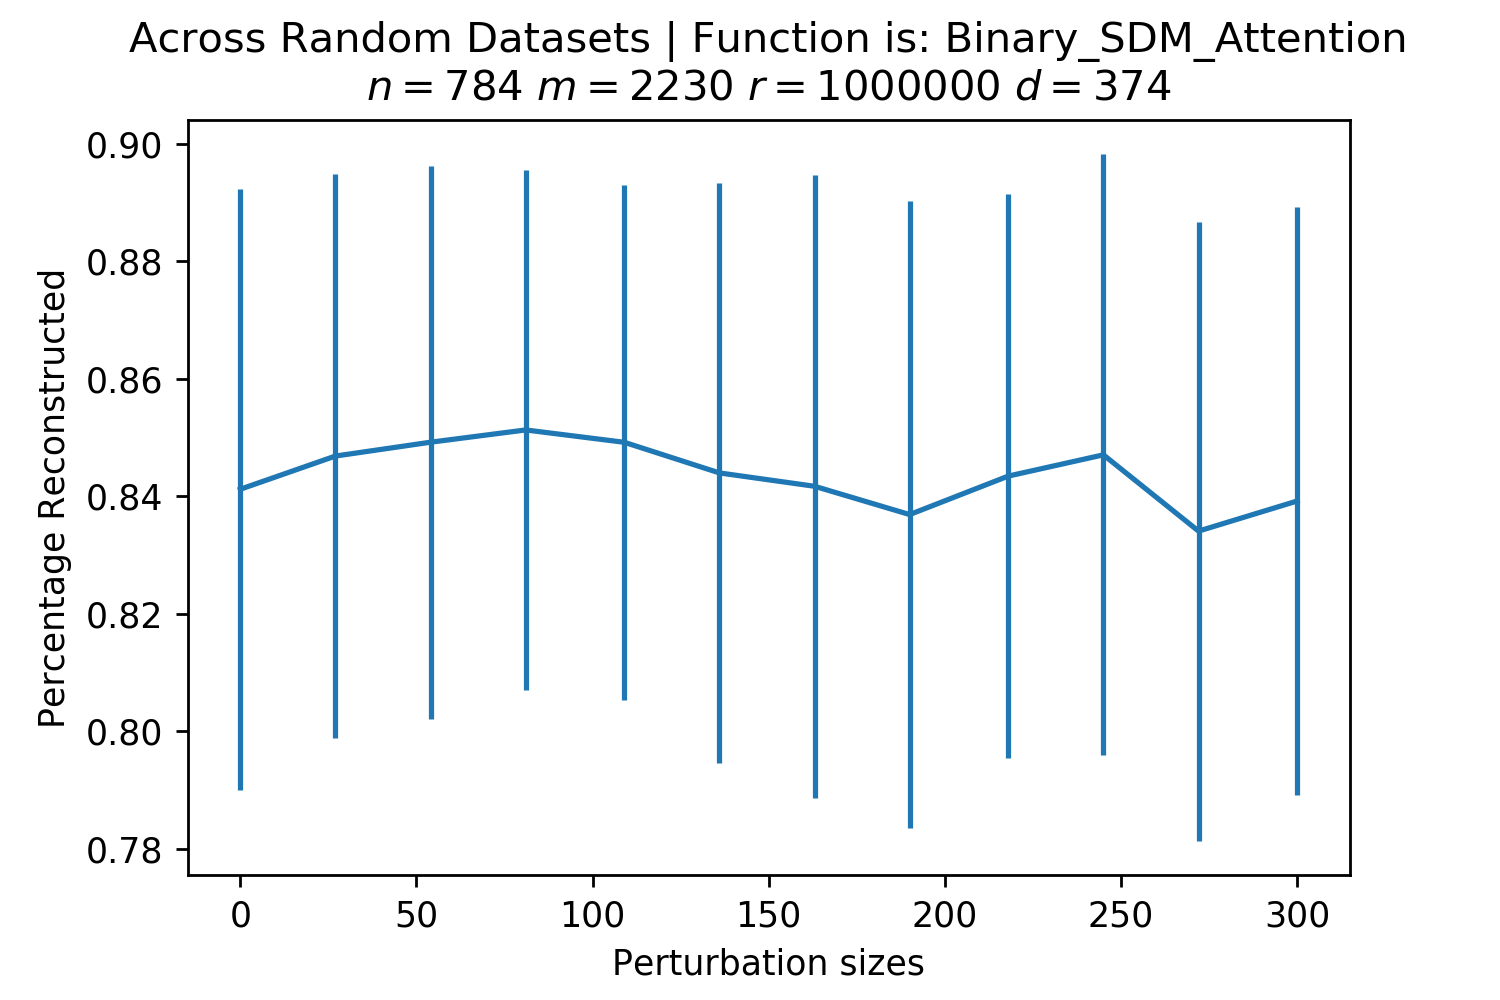 Across Random Datasets | Function is: Binary_SDM_Attention
n = 784 m = 2230 r = 1000000 d = 374
0.90
0.88
0.86
0.84
0.82
0.80
0.78
Percentage Reconstructed
0 50 100 150 200 250 300
Perturbation sizes